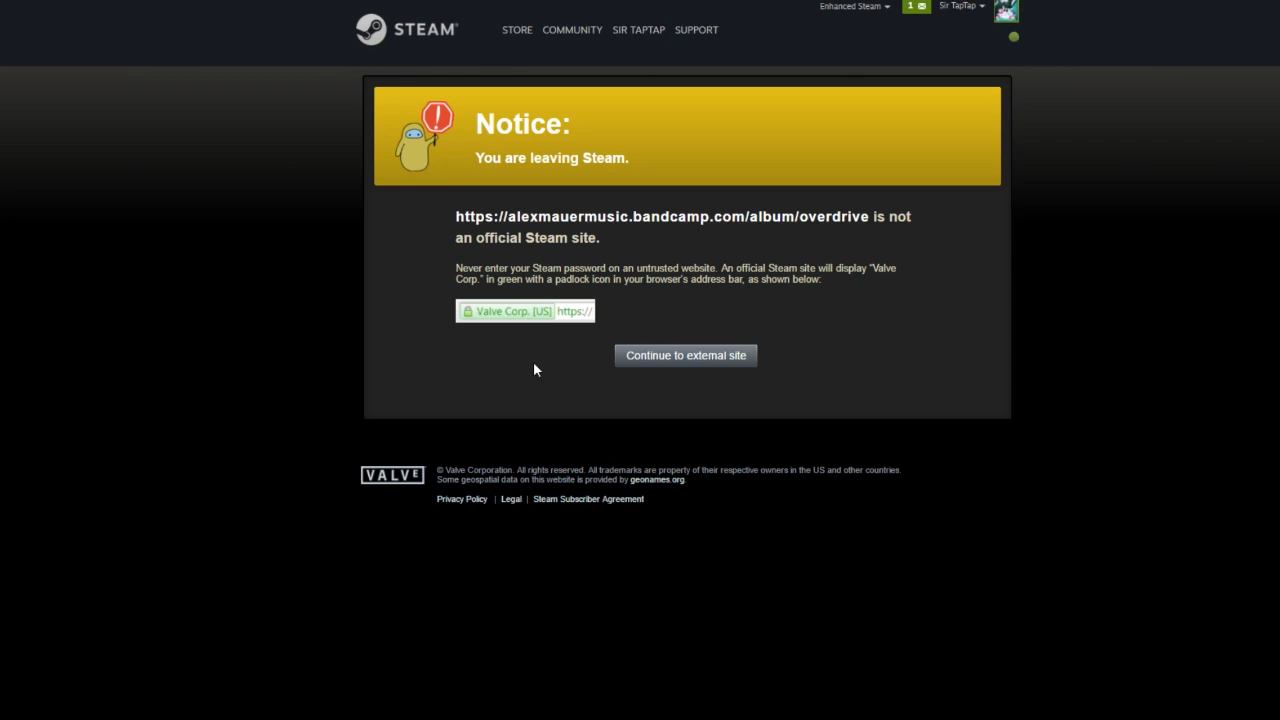 Enhanced Steam
1
Sir TapTap
STEAM®
STORE COMMUNITY SIR TAPTAP SUPPORT
!
Notice:
You are leaving Steam.
https://alexmauermusic.bandcamp.com/album/overdrive is not
an official Steam site.
Never enter your Steam password on an untrusted website. An official Steam site will display "Valve
Corp." in green with a padlock icon in your browser's address bar, as shown below:
Valve Corp. [US] https://
Continue to external site
VALVE
© Valve Corporation. All rights reserved. All trademarks are property of their respective owners in the US and other countries.
Some geospatial data on this website is provided by geonames.org.
Privacy Policy | Legal | Steam Subscriber Agreement